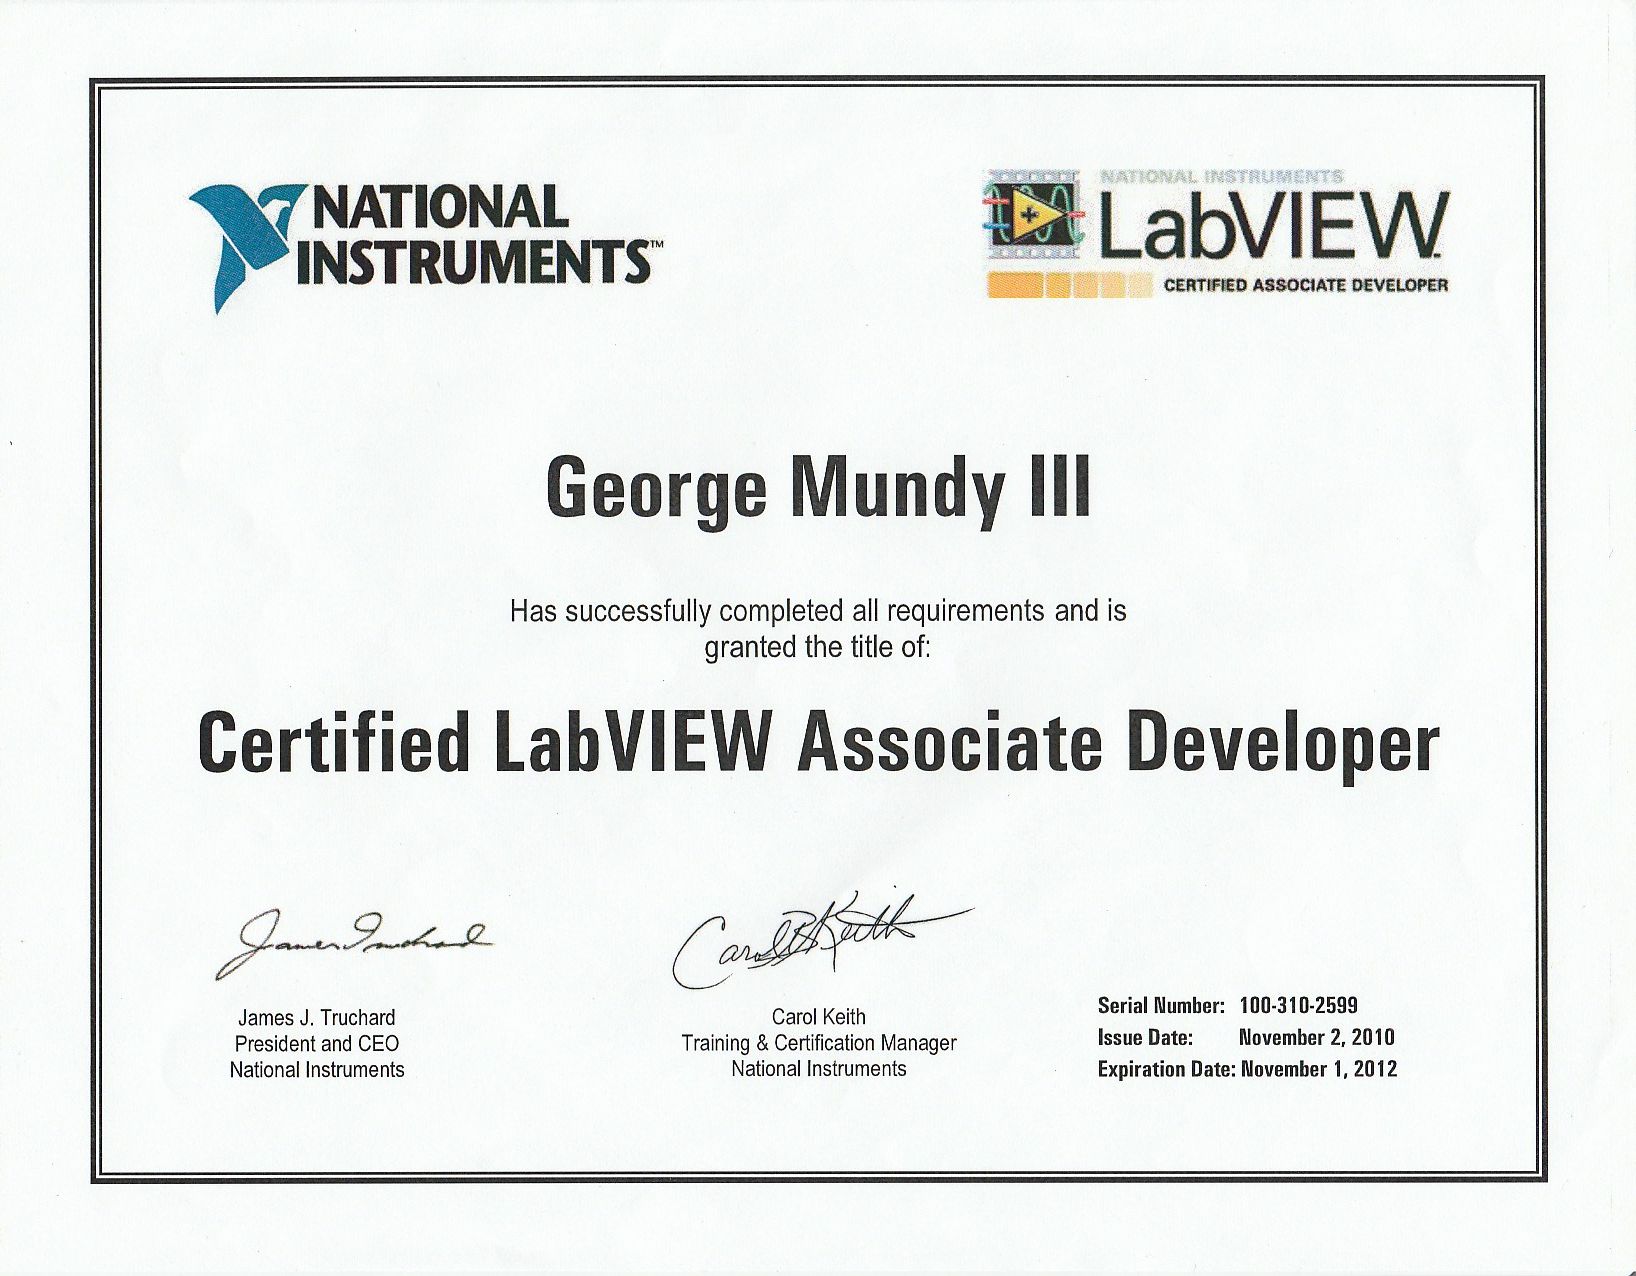 NATIONAL
INSTRUMENTS™
NATIONAL INSTRUMENTS
LabVIEW
CERTIFIED ASSOCIATE DEVELOPER
George Mundy III
Has successfully completed all requirements and is
granted the title of:
Certified LabVIEW Associate Developer
James Truchard
Carol Keith
James J. Truchard
President and CEO
National Instruments
Carol Keith
Training & Certification Manager
National Instruments
Serial Number: 100-310-2599
Issue Date: November 2, 2010
Expiration Date: November 1, 2012